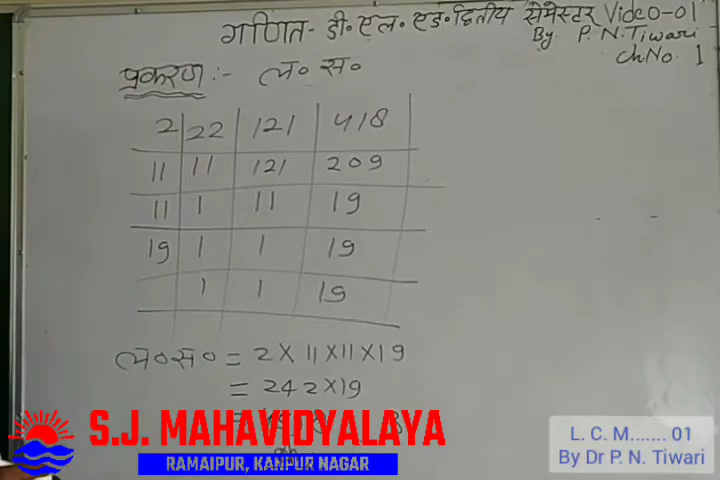 गणित- डी॰ एल॰ एड॰ द्वितीय सेमेस्टर Video-01
By P. N. Tiwari
Ch.No. 1
प्रकरण :- ल॰ स॰
2 22 121 418
11 11 121 209
11 1 11 19
19 1 1 19
1 1 19
ल॰स॰ = 2 X 11 X 11 X 19
= 242 X 19
S.J. MAHAVIDYALAYA
RAMAIPUR, KANPUR NAGAR
L. C. M....... 01
By Dr P. N. Tiwari